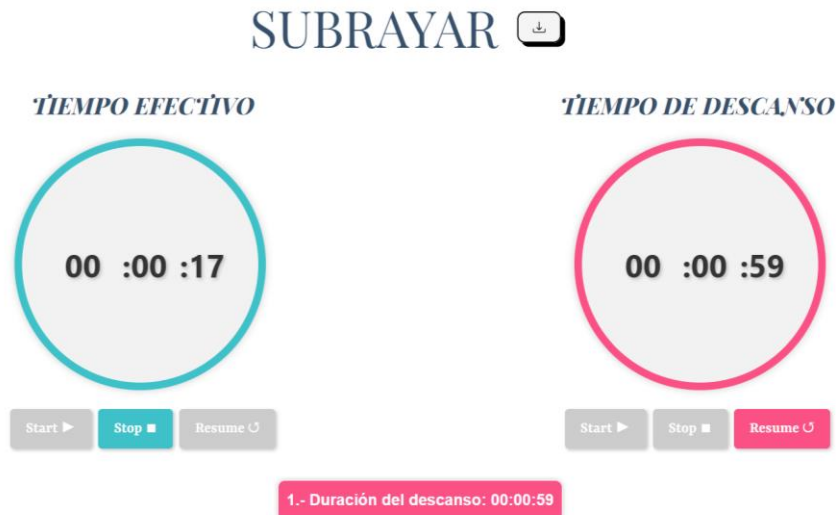 SUBRAYAR
TIEMPO EFECTIVO
TIEMPO DE DESCANSO
00 :00 :17
00 :00 :59
Start ▶ Stop ■ Resume ↺
Start ▶ Stop ■ Resume ↺
1.- Duración del descanso: 00:00:59